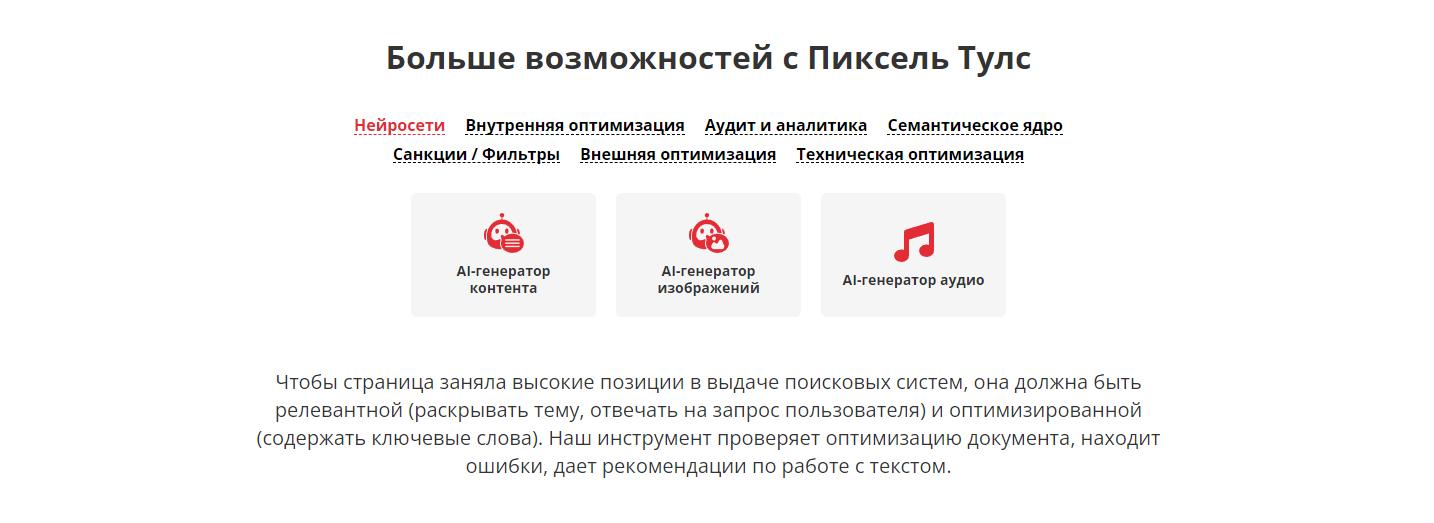 Больше возможностей с Пиксель Тулс
Нейросети Внутренняя оптимизация Аудит и аналитика Семантическое ядро
Санкции / Фильтры Внешняя оптимизация Техническая оптимизация
AI-генератор
контента
AI-генератор
изображений
AI-генератор аудио
Чтобы страница заняла высокие позиции в выдаче поисковых систем, она должна быть
релевантной (раскрывать тему, отвечать на запрос пользователя) и оптимизированной
(содержать ключевые слова). Наш инструмент проверяет оптимизацию документа, находит
ошибки, дает рекомендации по работе с текстом.